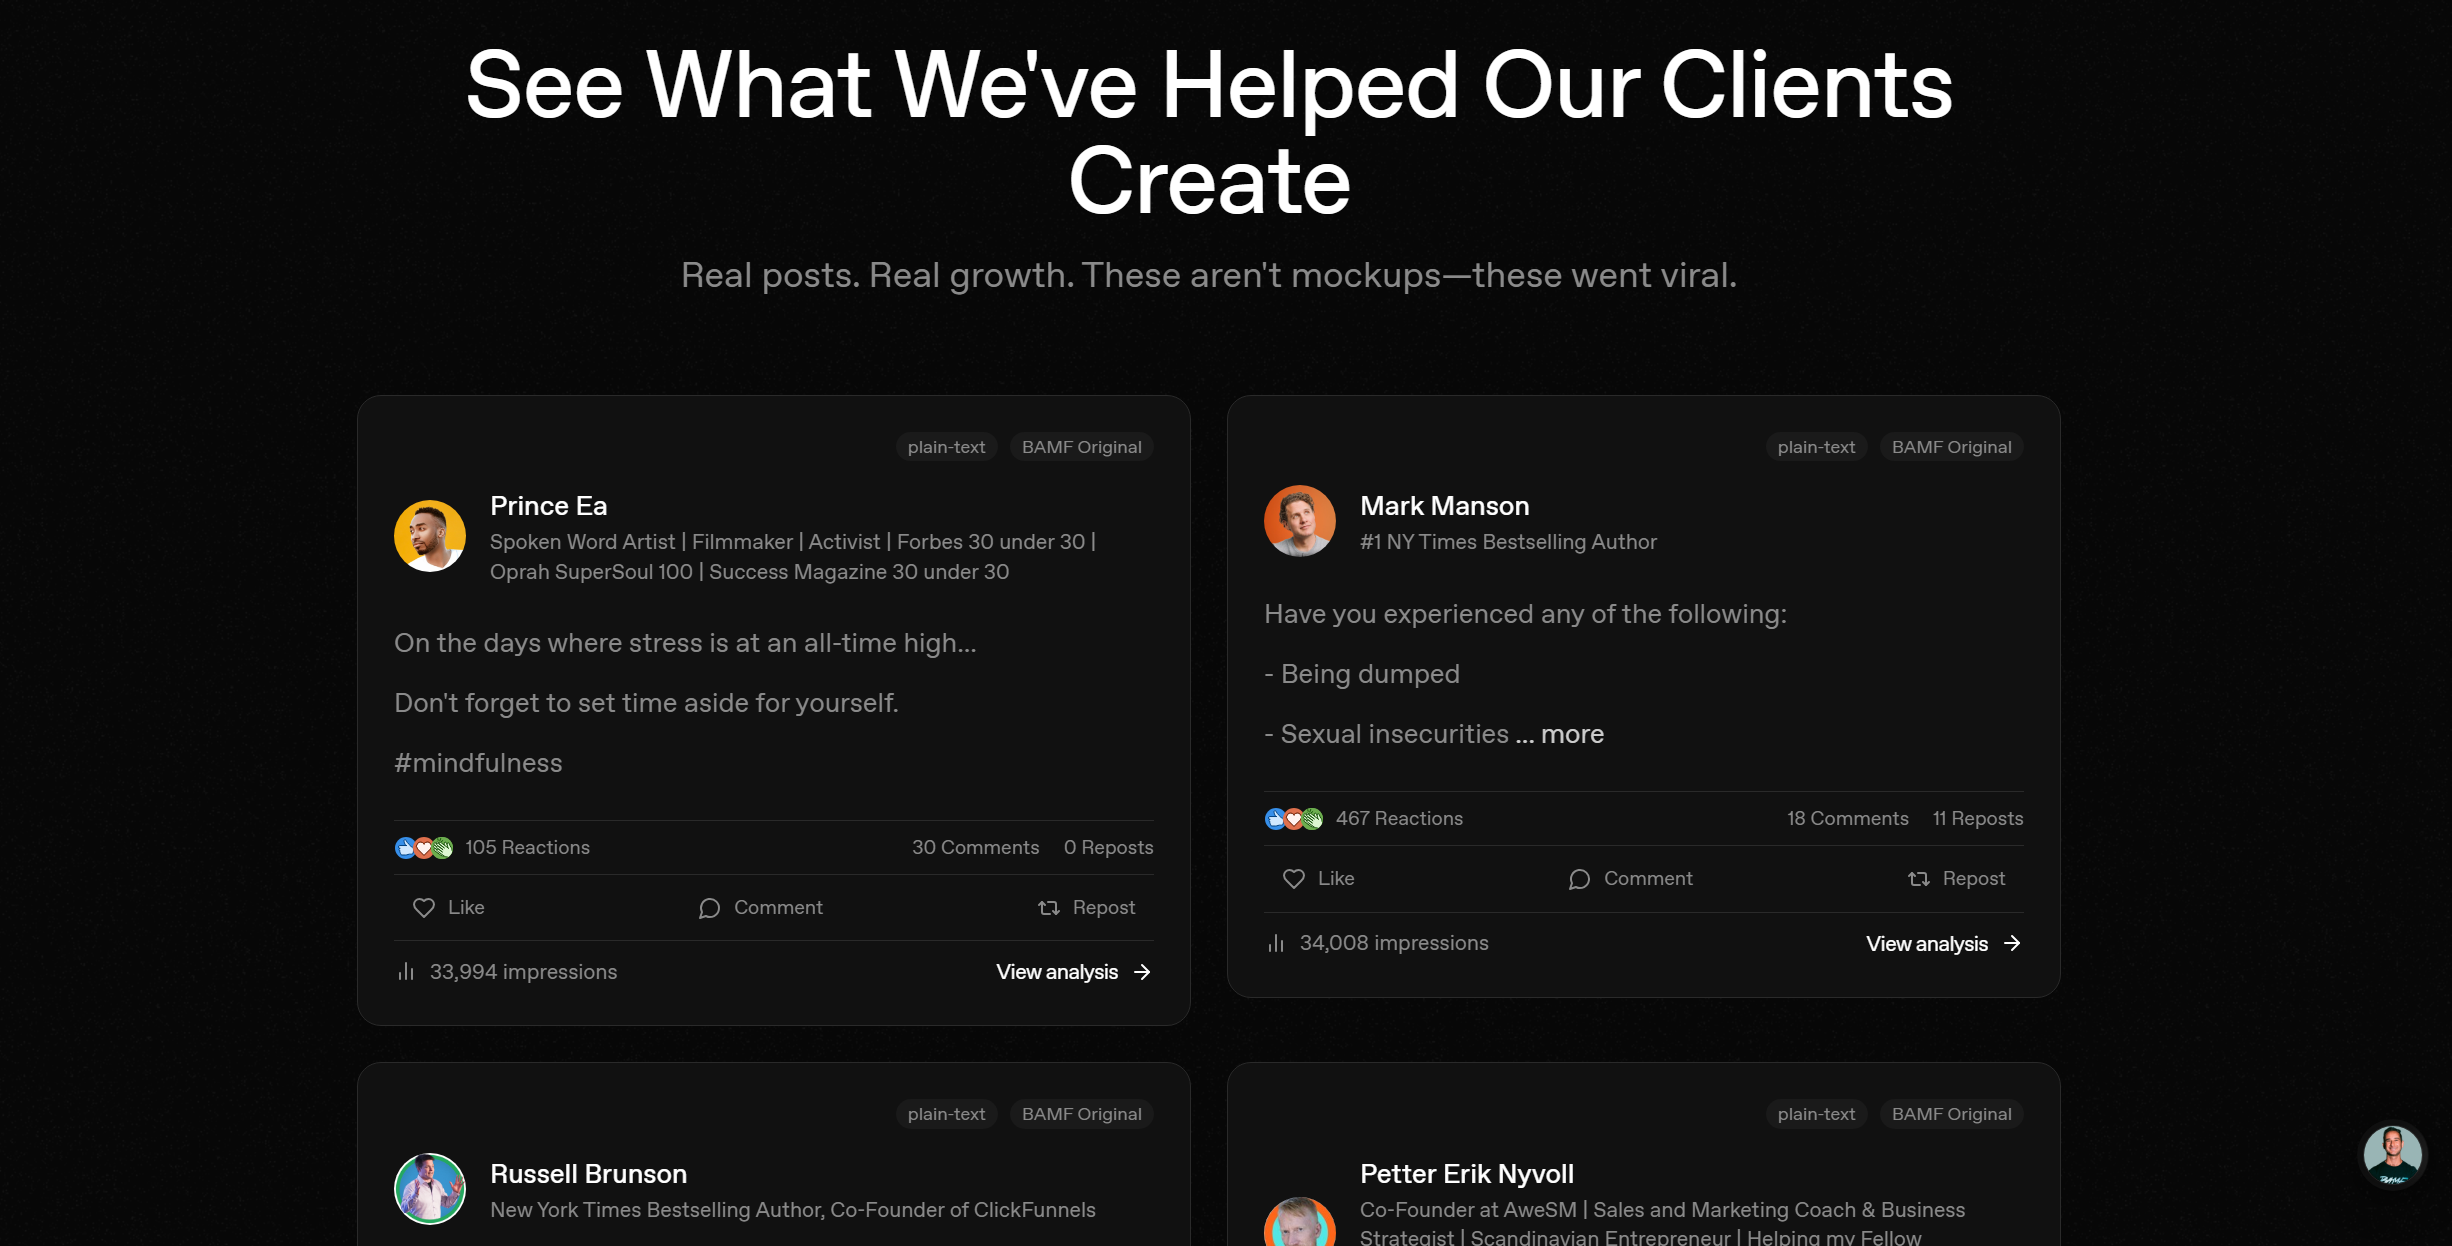 See What We've Helped Our Clients
Create
Real posts. Real growth. These aren't mockups—these went viral.
plain-text BAMF Original
Prince Ea
Spoken Word Artist | Filmmaker | Activist | Forbes 30 under 30 |
Oprah SuperSoul 100 | Success Magazine 30 under 30
On the days where stress is at an all-time high...
Don't forget to set time aside for yourself.
#mindfulness
105 Reactions 30 Comments 0 Reposts
Like Comment Repost
33,994 impressions View analysis
plain-text BAMF Original
Mark Manson
#1 NY Times Bestselling Author
Have you experienced any of the following:
- Being dumped
- Sexual insecurities ... more
467 Reactions 18 Comments 11 Reposts
Like Comment Repost
34,008 impressions View analysis
plain-text BAMF Original
Russell Brunson
New York Times Bestselling Author, Co-Founder of ClickFunnels
plain-text BAMF Original
Petter Erik Nyvoll
Co-Founder at AweSM | Sales and Marketing Coach & Business
Strategist | Scandinavian Entrepreneur | Helping my Fellow
BAMF